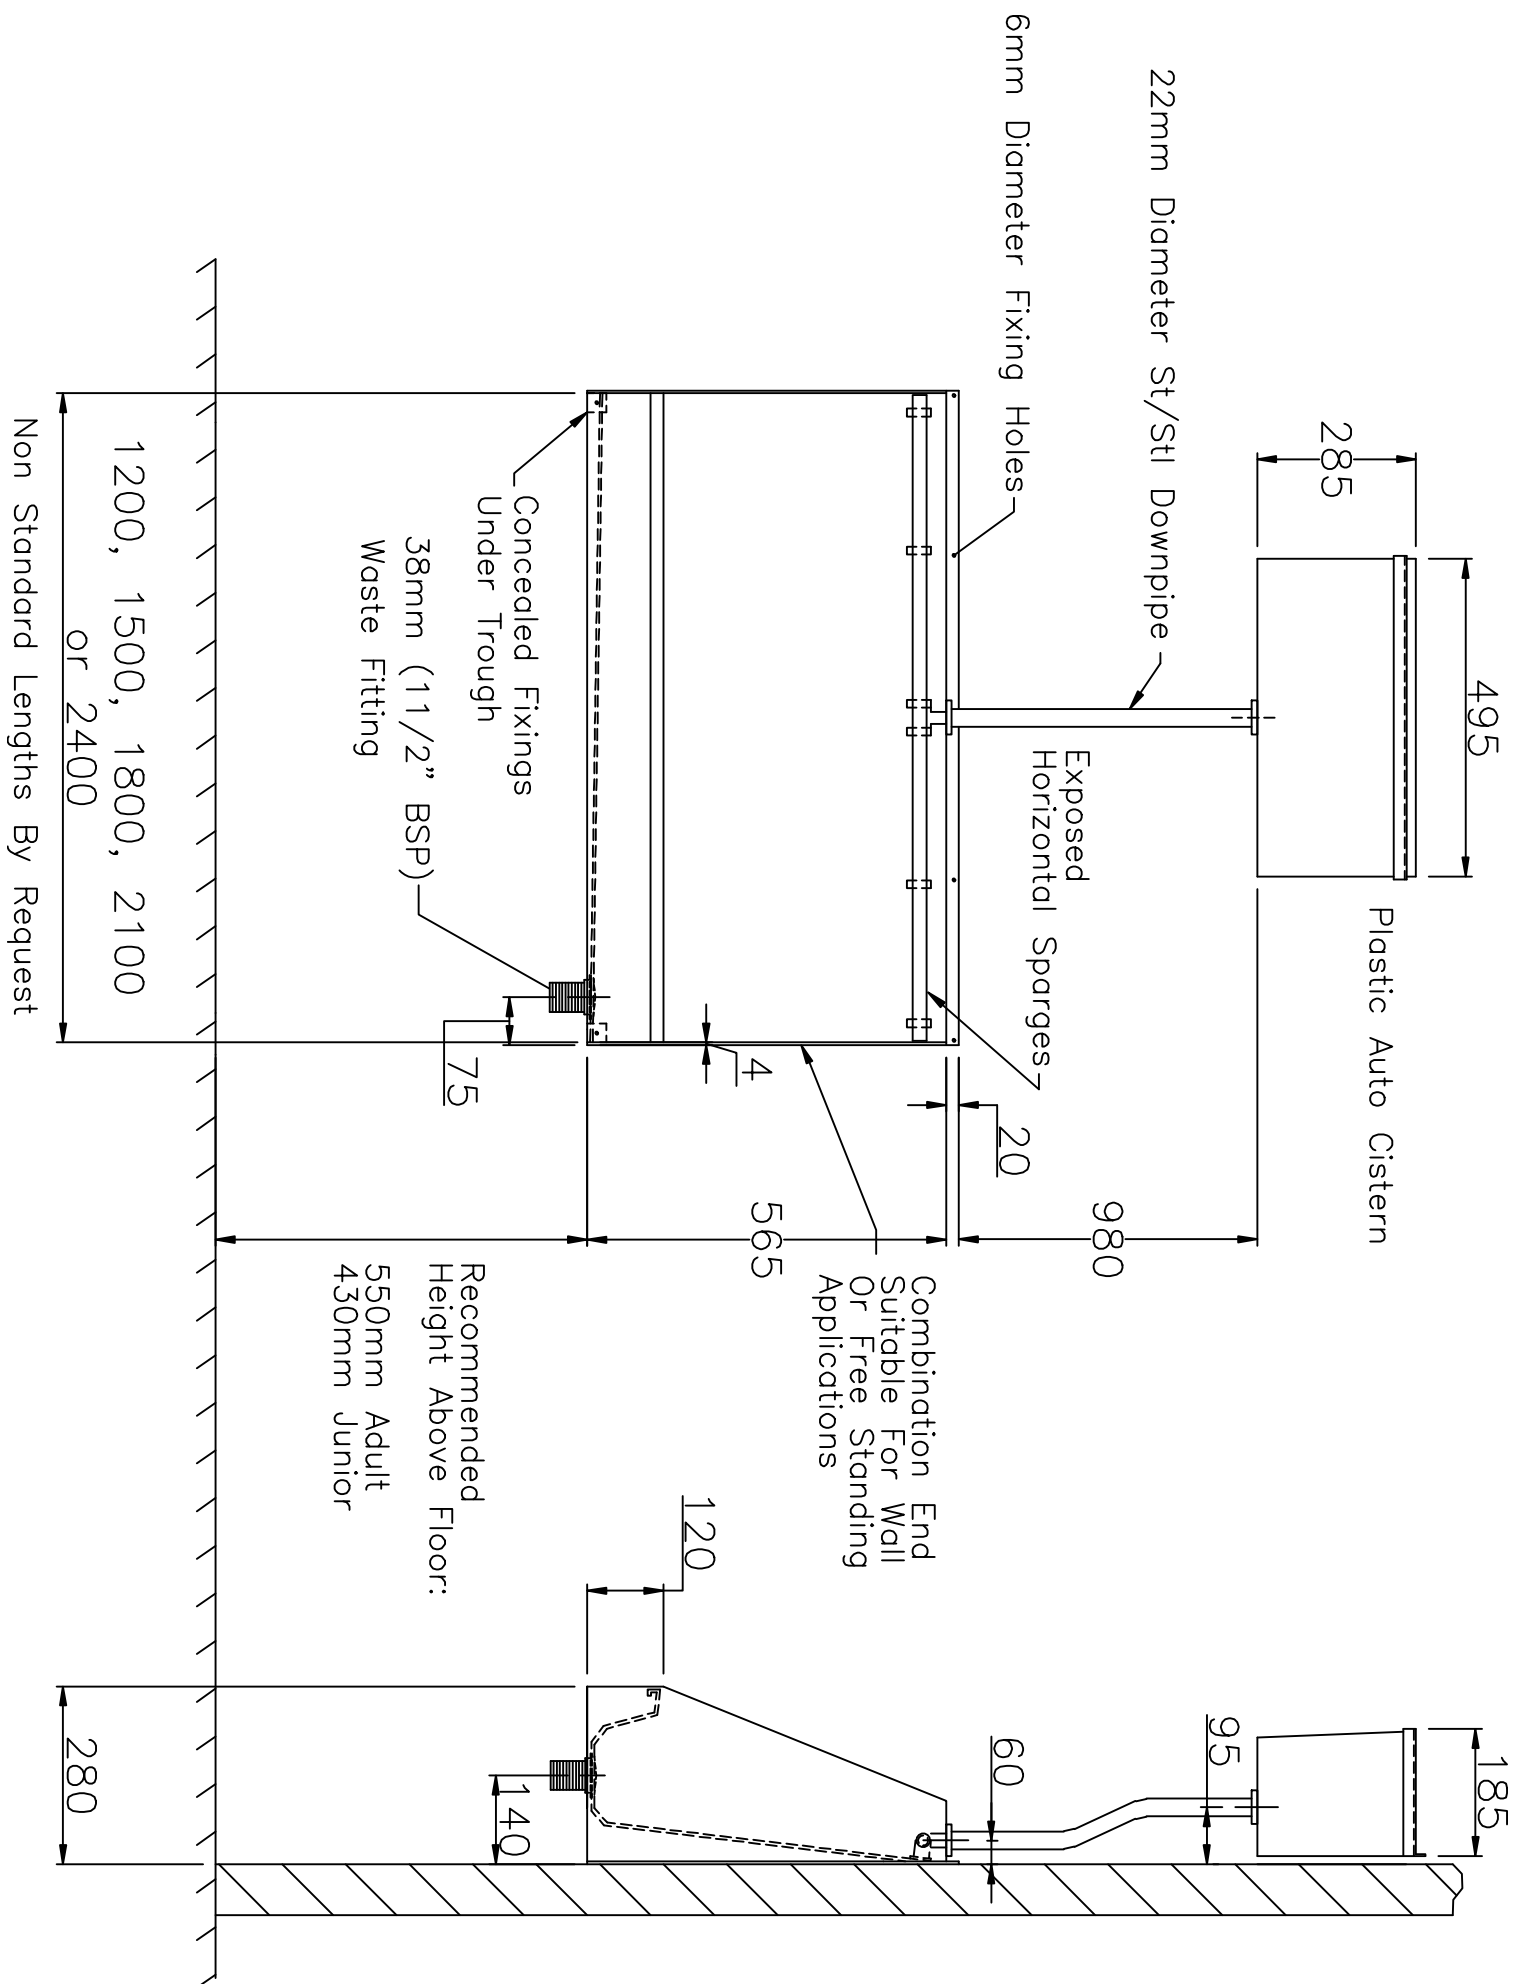 495
285
Plastic Auto Cistern
22mm Diameter St/Stl Downpipe
6mm Diameter Fixing Holes
Exposed
Horizontal Sparges
20
980
565
4
75
Combination End
Suitable For Wall
Or Free Standing
Applications
Concealed Fixings
Under Trough
38mm (11/2" BSP)
Waste Fitting
Recommended
Height Above Floor:
550mm Adult
430mm Junior
1200, 1500, 1800, 2100
or 2400
Non Standard Lengths By Request
185
95
60
120
140
280